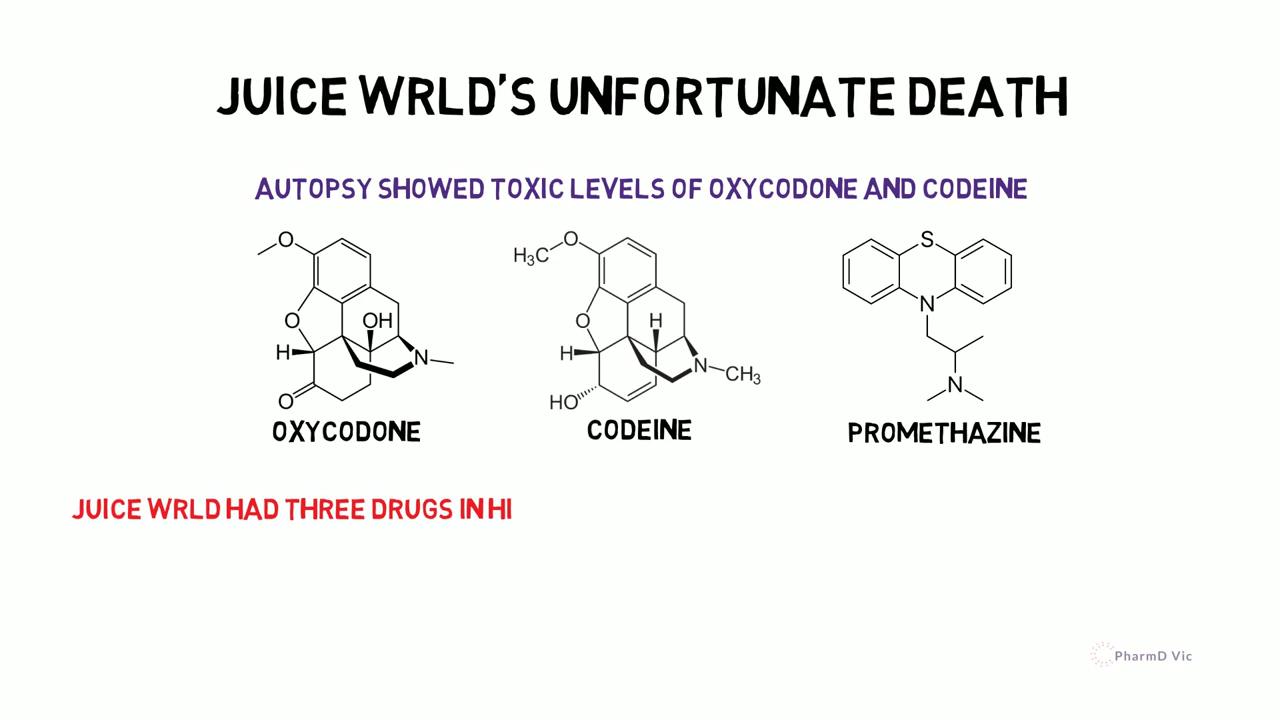 JUICE WRLD'S UNFORTUNATE DEATH
AUTOPSY SHOWED TOXIC LEVELS OF OXYCODONE AND CODEINE
O
OH
O
H
N
O
OXYCODONE
H₃C
O
O
H
H
N
CH₃
HO
CODEINE
S
N
N
PROMETHAZINE
JUICE WRLD HAD THREE DRUGS IN HI
PharmD Vic